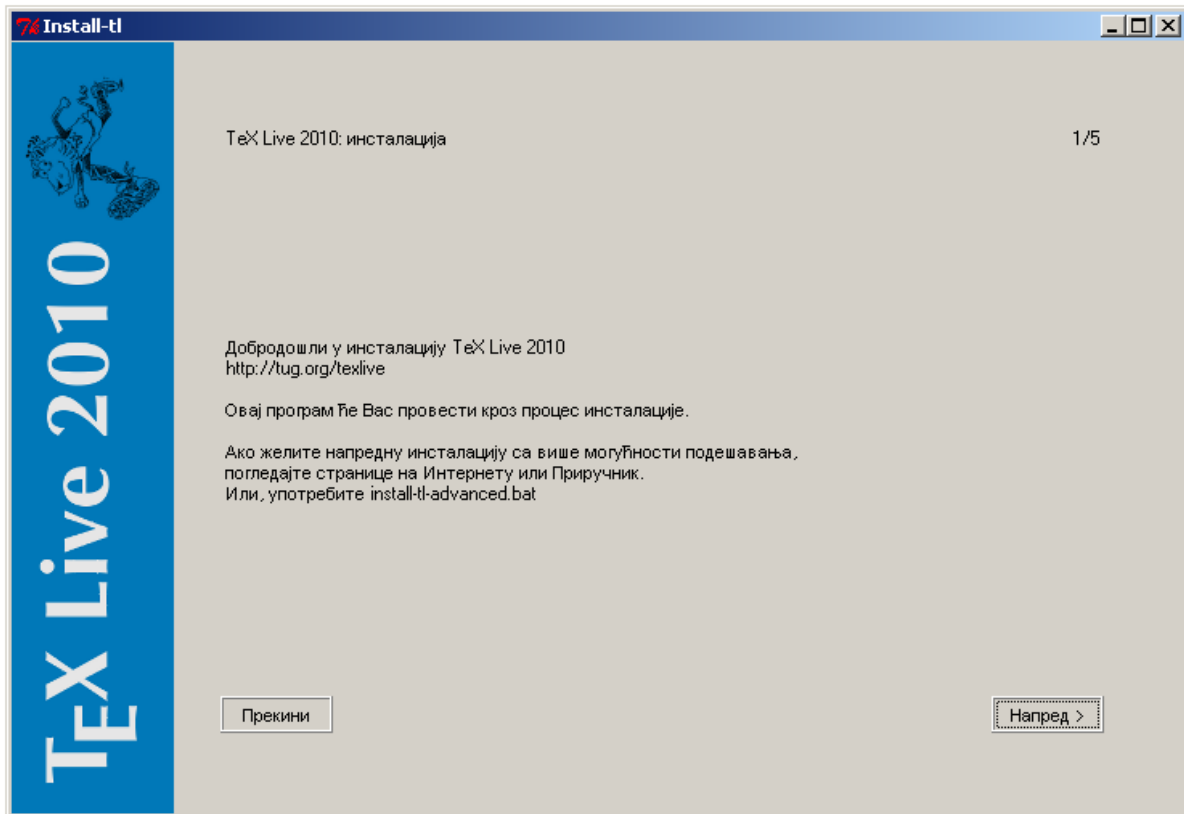 Install-tl
TeX Live 2010
TeX Live 2010: инсталација
1/5
Добродошли у инсталацију TeX Live 2010
http://tug.org/texlive
Овај програм ће Вас провести кроз процес инсталације.
Ако желите напредну инсталацију са више могућности подешавања,
погледајте странице на Интернету или Приручник.
Или, употребите install-tl-advanced.bat
Прекини
Напред >